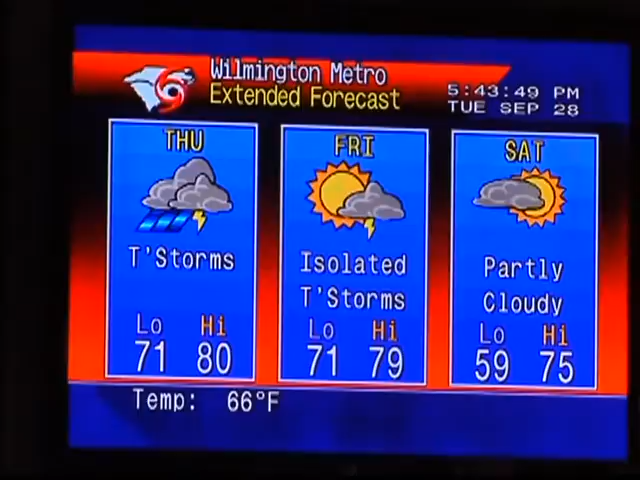 Wilmington Metro
Extended Forecast
5:43:49 PM
TUE SEP 28
THU
T'Storms
Lo Hi
71 80
FRI
Isolated
T'Storms
Lo Hi
71 79
SAT
Partly
Cloudy
Lo Hi
59 75
Temp: 66°F